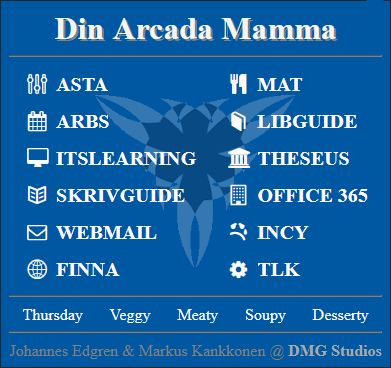 Din Arcada Mamma
ASTA MAT
ARBS LIBGUIDE
ITSLEARNING THESEUS
SKRIVGUIDE OFFICE 365
WEBMAIL INCY
FINNA TLK
Thursday Veggy Meaty Soupy Desserty
Johannes Edgren & Markus Kankkonen @ DMG Studios